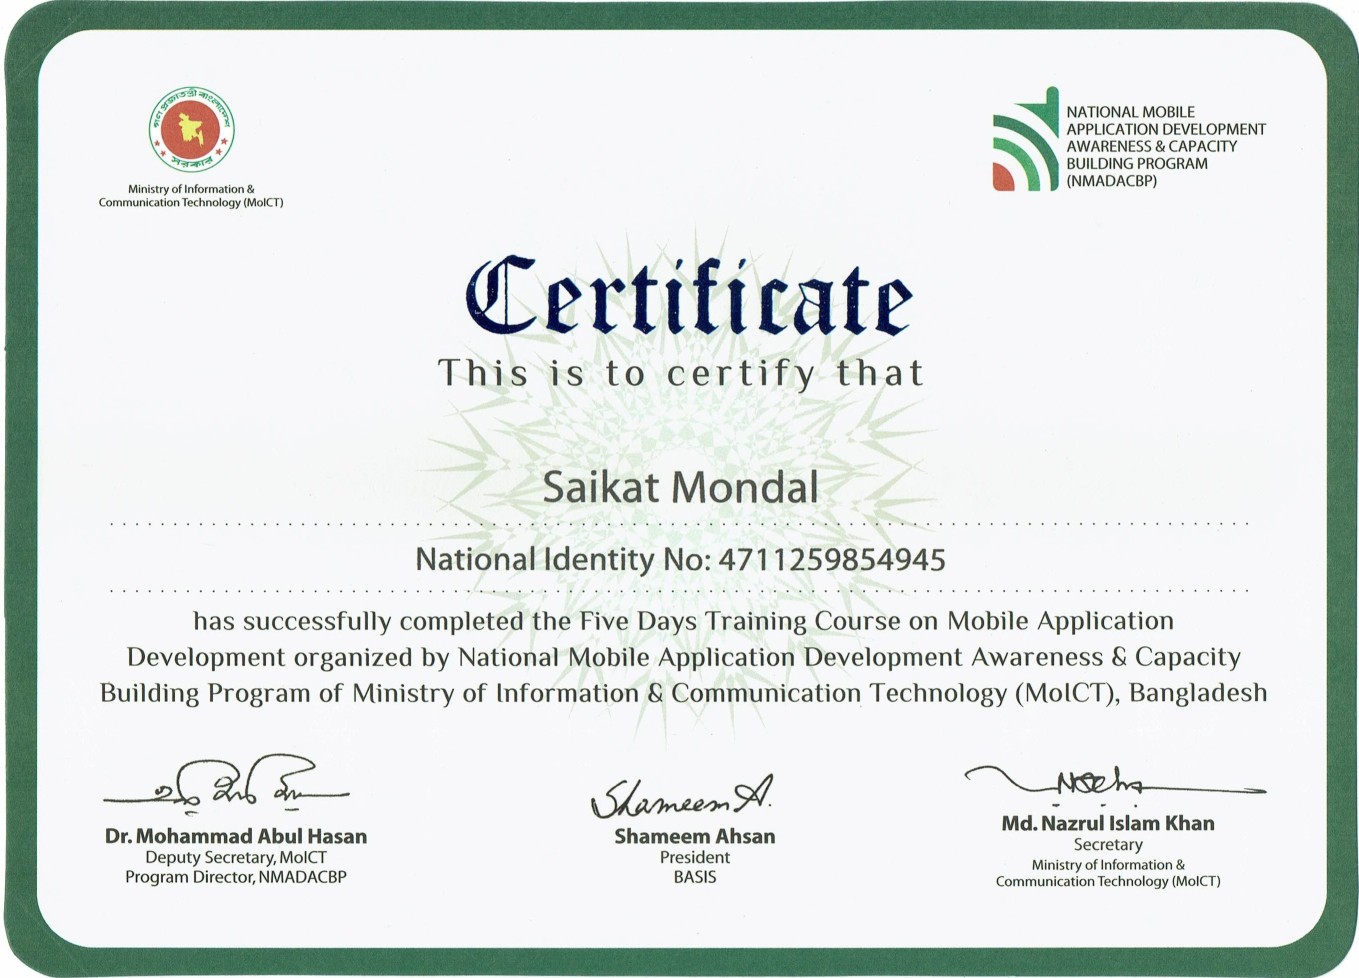 গণপ্রজাতন্ত্রী বাংলাদেশ
সরকার
Ministry of Information &
Communication Technology (MoICT)
NATIONAL MOBILE
APPLICATION DEVELOPMENT
AWARENESS & CAPACITY
BUILDING PROGRAM
(NMADACBP)
Certificate
This is to certify that
Saikat Mondal
National Identity No: 4711259854945
has successfully completed the Five Days Training Course on Mobile Application
Development organized by National Mobile Application Development Awareness & Capacity
Building Program of Ministry of Information & Communication Technology (MoICT), Bangladesh
Shameem A.
Dr. Mohammad Abul Hasan
Deputy Secretary, MoICT
Program Director, NMADACBP
Shameem Ahsan
President
BASIS
Md. Nazrul Islam Khan
Secretary
Ministry of Information &
Communication Technology (MoICT)